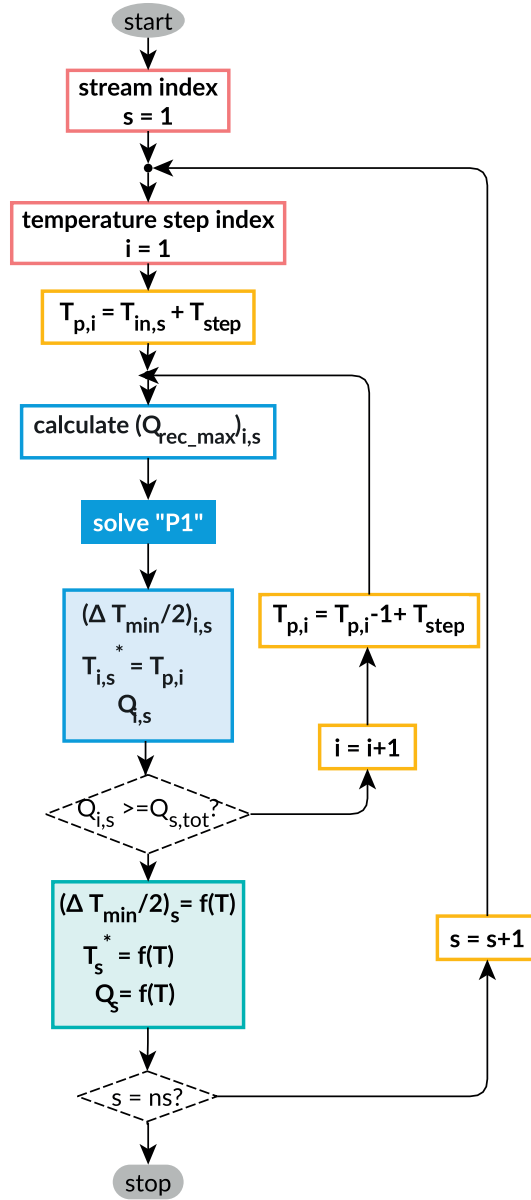 start
stream index
s = 1
temperature step index
i = 1
T_p,i = T_in,s + T_step
calculate (Q_rec_max)_i,s
solve "P1"
(Δ T_min/2)_i,s
T_i,s* = T_p,i
Q_i,s
T_p,i = T_p,i-1+ T_step
i = i+1
Q_i,s >=Q_s,tot?
(Δ T_min/2)_s= f(T)
T_s* = f(T)
Q_s= f(T)
s = s+1
s = ns?
stop